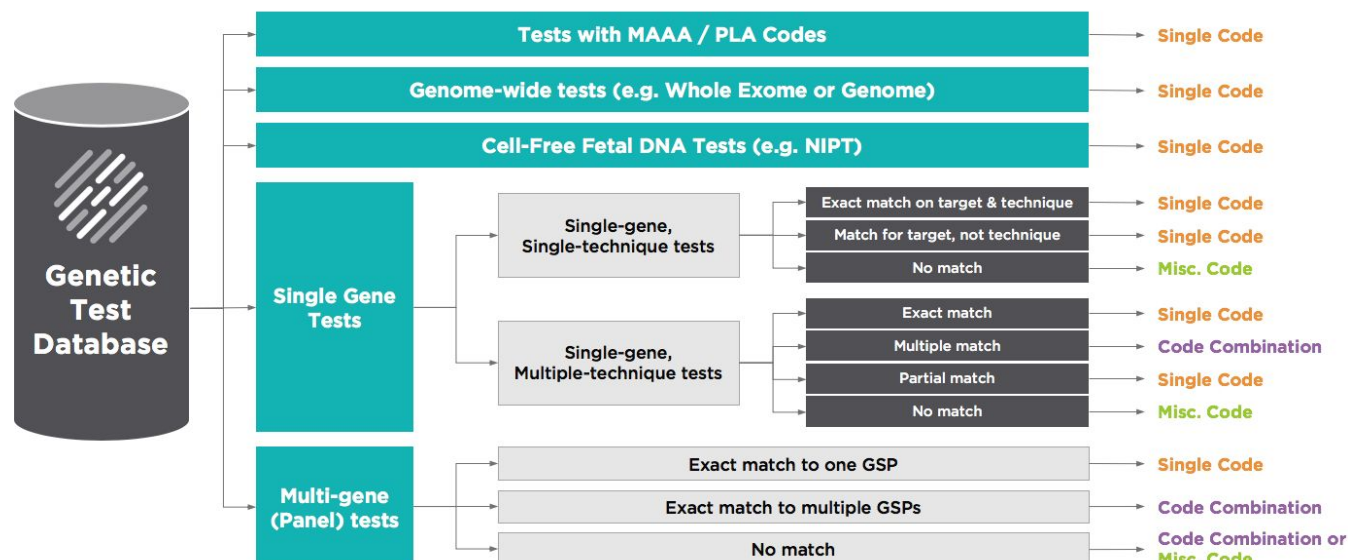 Tests with MAAA / PLA Codes
Single Code
Genome-wide tests (e.g. Whole Exome or Genome)
Single Code
Cell-Free Fetal DNA Tests (e.g. NIPT)
Single Code
Genetic
Test
Database
Single Gene
Tests
Single-gene,
Single-technique tests
Exact match on target & technique
Single Code
Match for target, not technique
Single Code
No match
Misc. Code
Single-gene,
Multiple-technique tests
Exact match
Single Code
Multiple match
Code Combination
Partial match
Single Code
No match
Misc. Code
Multi-gene
(Panel) tests
Exact match to one GSP
Single Code
Exact match to multiple GSPs
Code Combination
No match
Code Combination or
Misc. Code